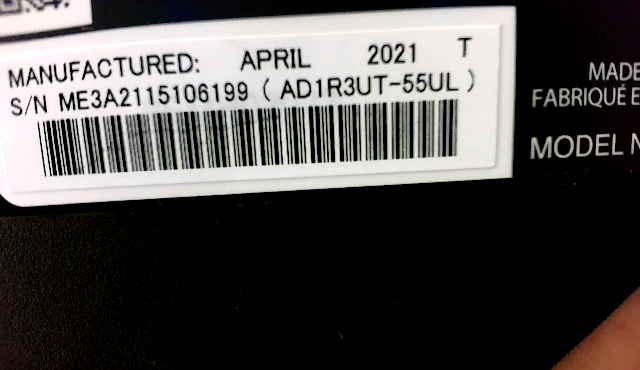 MANUFACTURED: APRIL 2021 T
S/N ME3A2115106199 ( AD1R3UT-55UL )
MADE
FABRIQUÉ E
MODEL N